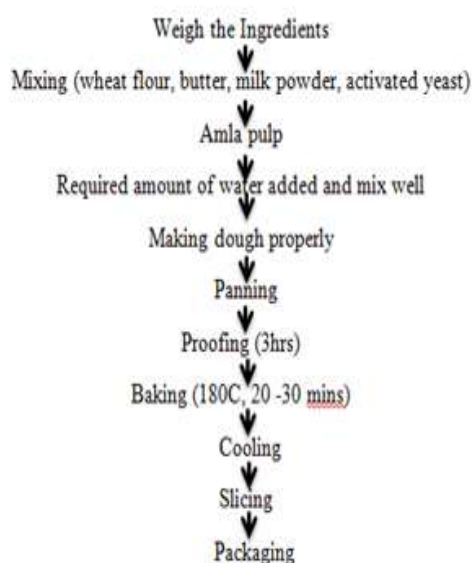 Weigh the Ingredients
Mixing (wheat flour, butter, milk powder, activated yeast)
Amla pulp
Required amount of water added and mix well
Making dough properly
Panning
Proofing (3hrs)
Baking (180C, 20 -30 mins)
Cooling
Slicing
Packaging